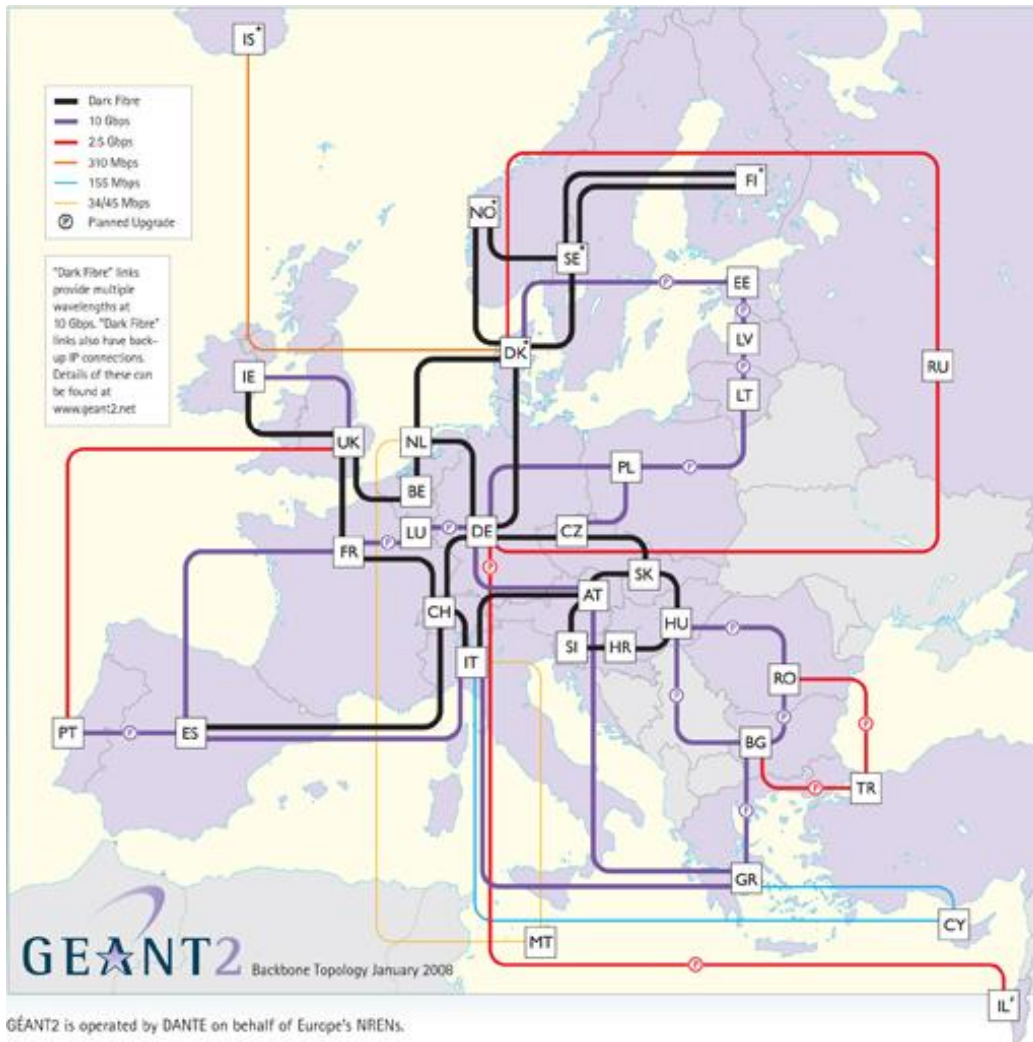 IS*
Dark Fibre
10 Gbps
2.5 Gbps
310 Mbps
155 Mbps
34/45 Mbps
P Planned Upgrade
"Dark Fibre" links
provide multiple
wavelengths at
10 Gbps. "Dark Fibre"
links also have back-
up IP connections.
Details of these can
be found at
www.geant2.net
FI*
NO*
SE*
P
EE
P
DK*
LV
RU
P
IE
LT
UK
NL
PL
P
BE
LU
P
DE
CZ
FR
P
P
SK
CH
AT
HU
P
SI
HR
IT
RO
P
P
P
PT
P
ES
BG
P
TR
P
GR
CY
MT
GEANT2 Backbone Topology January 2008
P
IL#
GÉANT2 is operated by DANTE on behalf of Europe's NRENs.